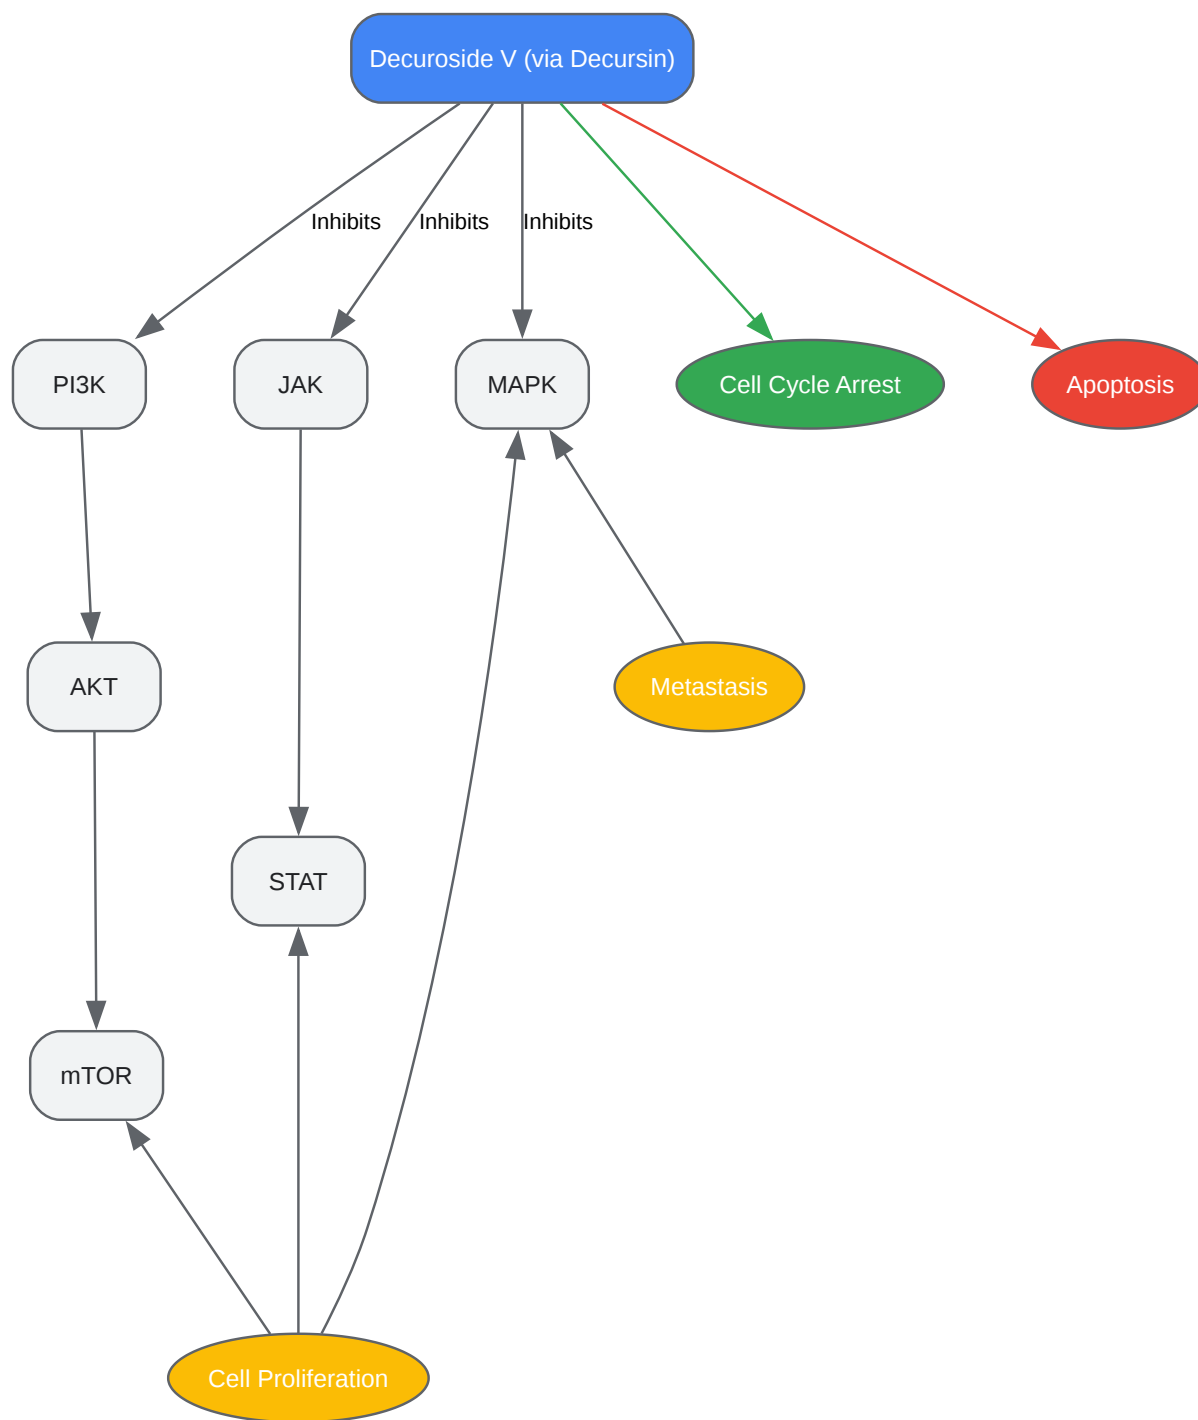 Decuroside V (via Decursin)
Inhibits
Inhibits
Inhibits
PI3K
JAK
MAPK
Cell Cycle Arrest
Apoptosis
AKT
Metastasis
STAT
mTOR
Cell Proliferation